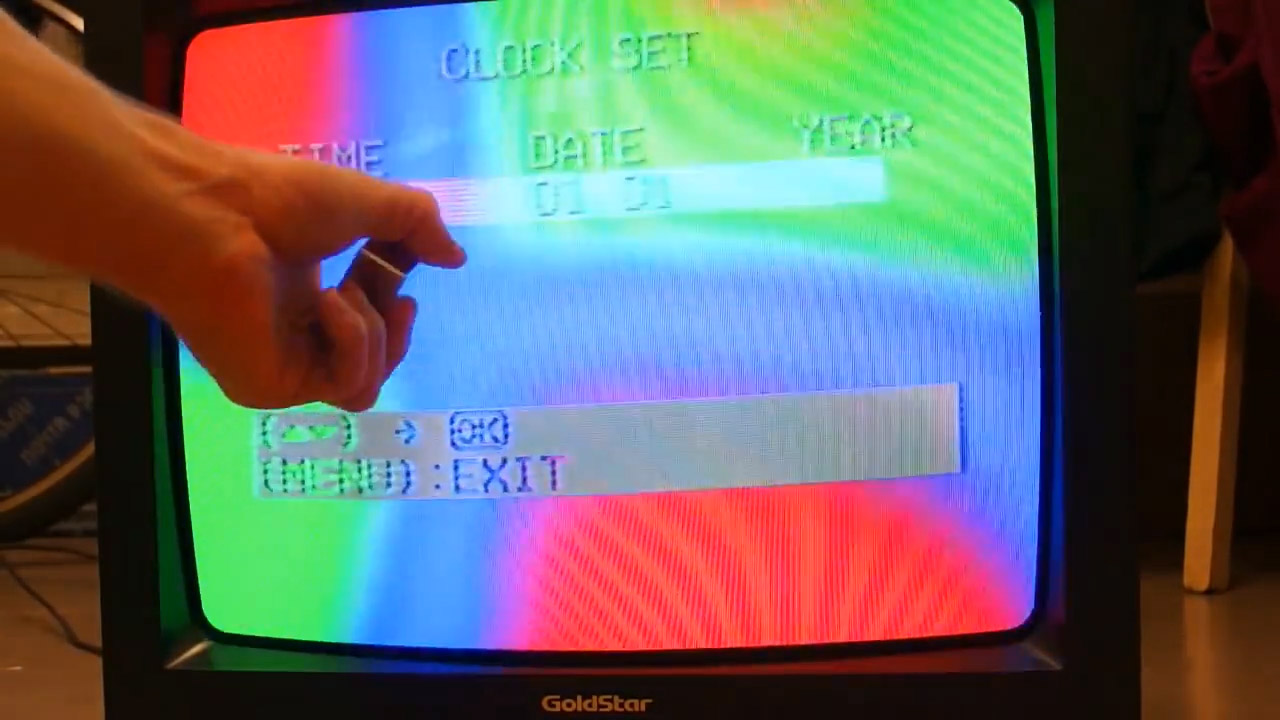 CLOCK SET
TIME DATE YEAR
01 01
(▲▼) → OK
(MENU):EXIT
GoldStar